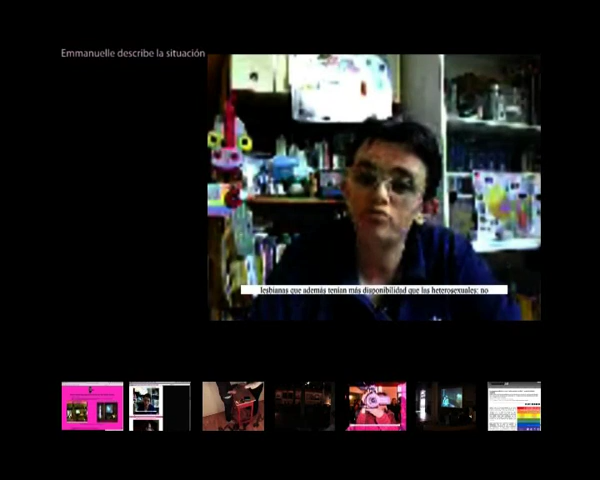 Emmanuelle describe la situación
lesbianas que además tenían más disponibilidad que las heterosexuales: no